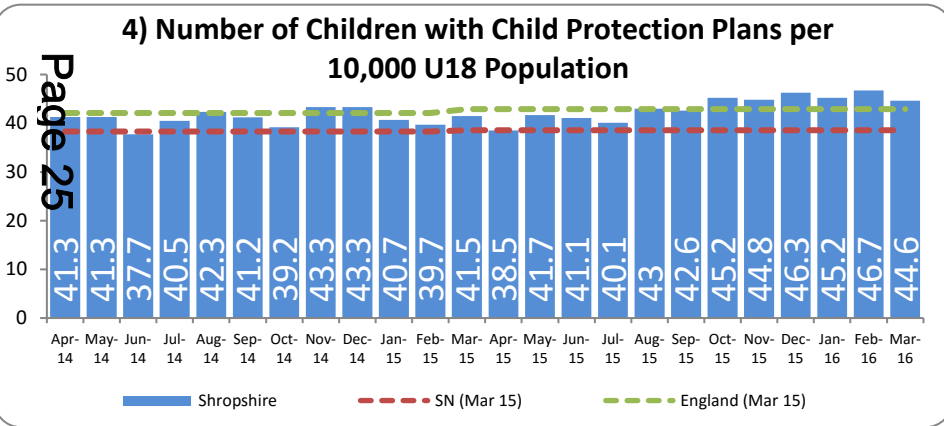 4) Number of Children with Child Protection Plans per
10,000 U18 Population
Page 25
50
40
30
20
10
0
41.3 41.3 37.7 40.5 42.3 41.2 39.2 43.3 43.3 40.7 39.7 41.5 38.5 41.7 41.1 40.1 43 42.6 45.2 44.8 46.3 45.2 46.7 44.6
Apr- May- Jun- Jul- Aug- Sep- Oct- Nov- Dec- Jan- Feb- Mar- Apr- May- Jun- Jul- Aug- Sep- Oct- Nov- Dec- Jan- Feb- Mar-
14 14 14 14 14 14 14 14 14 15 15 15 15 15 15 15 15 15 15 15 15 16 16 16
Shropshire SN (Mar 15) England (Mar 15)